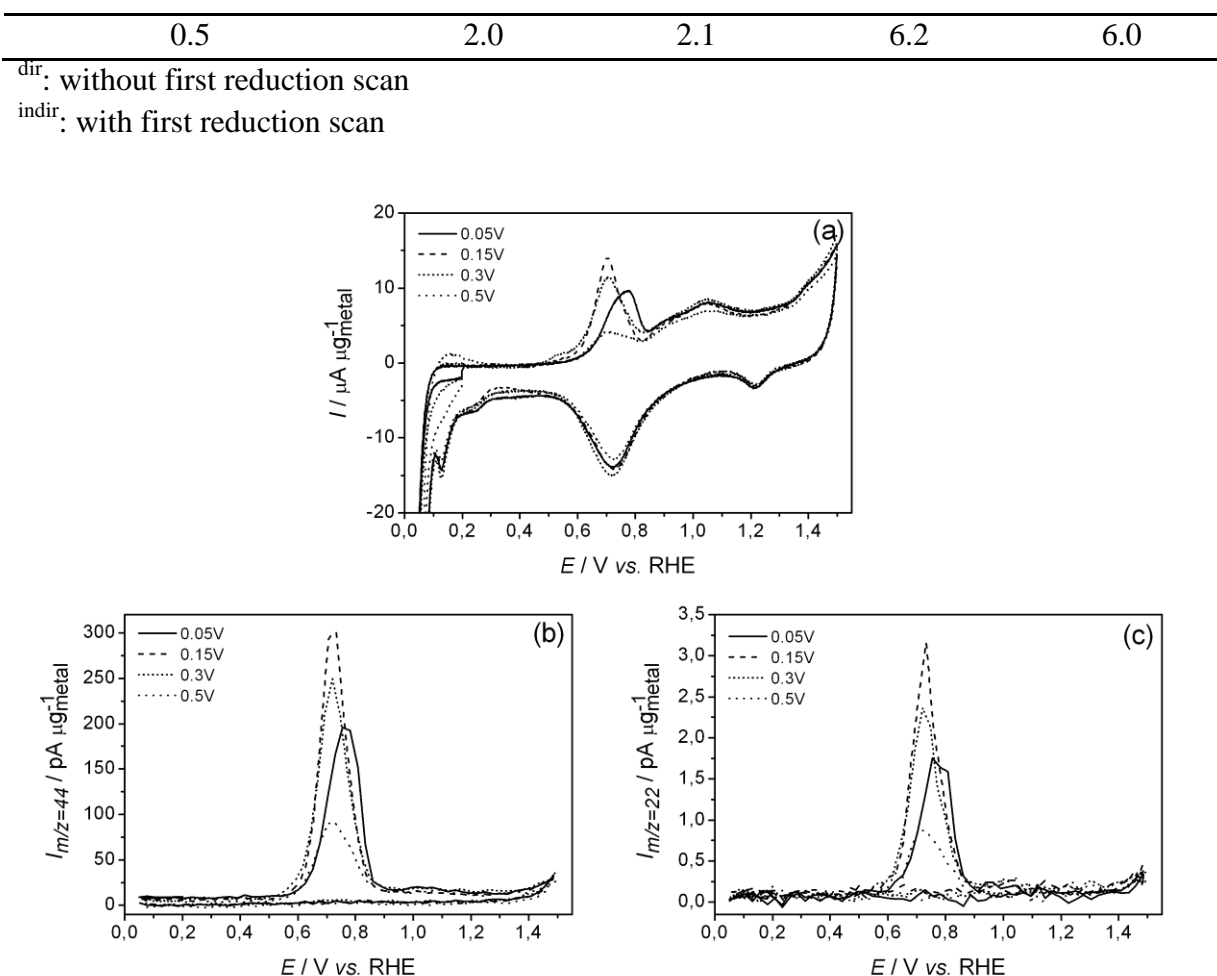 0.5 2.0 2.1 6.2 6.0
dir: without first reduction scan
indir: with first reduction scan
(a)
0.05V
0.15V
0.3V
0.5V
20
10
0
-10
-20
I / μA μg-1metal
0,0 0,2 0,4 0,6 0,8 1,0 1,2 1,4
E / V vs. RHE
(b)
0.05V
0.15V
0.3V
0.5V
300
250
200
150
100
50
0
Im/z=44 / pA μg-1metal
0,0 0,2 0,4 0,6 0,8 1,0 1,2 1,4
E / V vs. RHE
(c)
0.05V
0.15V
0.3V
0.5V
3,5
3,0
2,5
2,0
1,5
1,0
0,5
0,0
Im/z=22 / pA μg-1metal
0,0 0,2 0,4 0,6 0,8 1,0 1,2 1,4
E / V vs. RHE